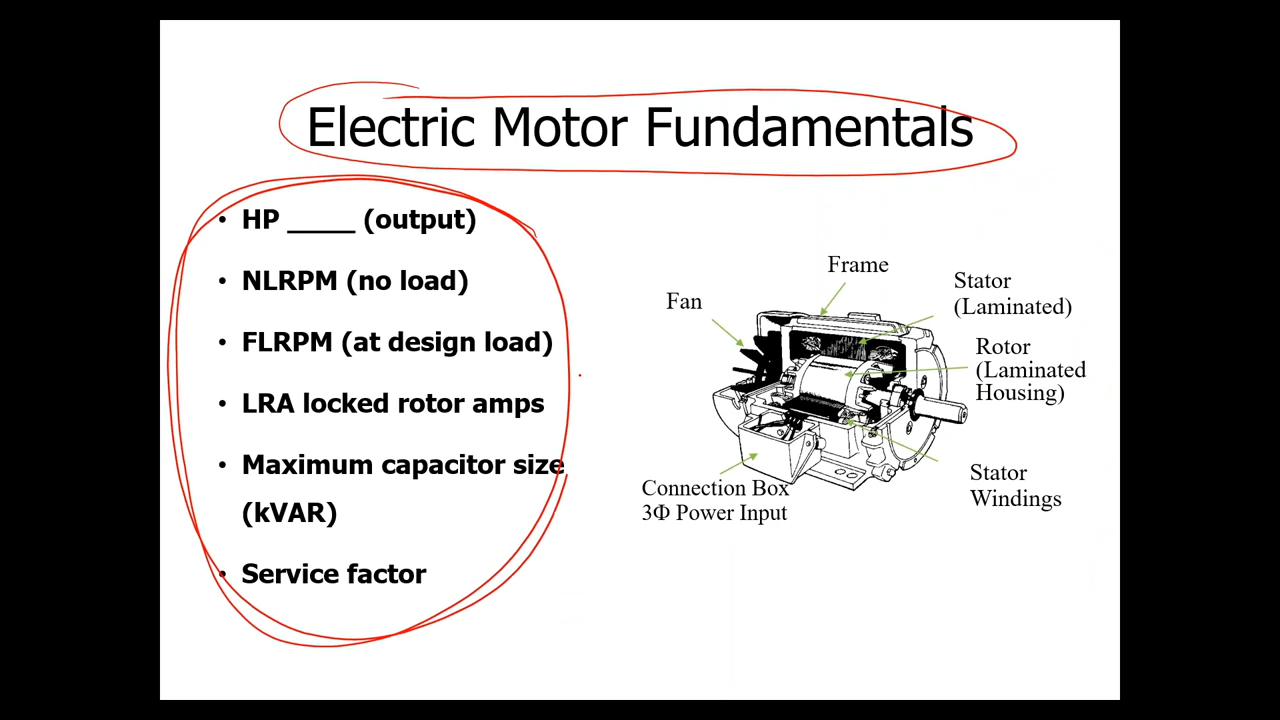 Electric Motor Fundamentals
• HP _____ (output)
• NLRPM (no load)
• FLRPM (at design load)
• LRA locked rotor amps
• Maximum capacitor size
(kVAR)
• Service factor
Frame
Fan
Stator
(Laminated)
Rotor
(Laminated
Housing)
Stator
Windings
Connection Box
3Φ Power Input